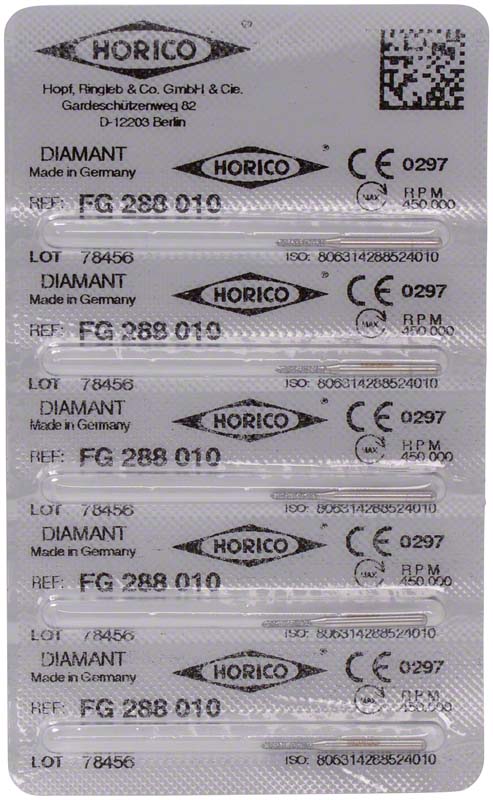 HORICO ®
Hopf, Ringleb & Co. GmbH & Cie.
Gardeschützenweg 82
D-12203 Berlin
DIAMANT HORICO ® CE 0297
Made in Germany
REF: FG 288 010 MAX. RPM 450.000
LOT 78456 ISO: 806314288524010
DIAMANT HORICO ® CE 0297
Made in Germany
REF: FG 288 010 MAX. RPM 450.000
LOT 78456 ISO: 806314288524010
DIAMANT HORICO ® CE 0297
Made in Germany
REF: FG 288 010 MAX. RPM 450.000
LOT 78456 ISO: 806314288524010
DIAMANT HORICO ® CE 0297
Made in Germany
REF: FG 288 010 MAX. RPM 450.000
LOT 78456 ISO: 806314288524010
DIAMANT HORICO ® CE 0297
Made in Germany
REF: FG 288 010 MAX. RPM 450.000
LOT 78456 ISO: 806314288524010